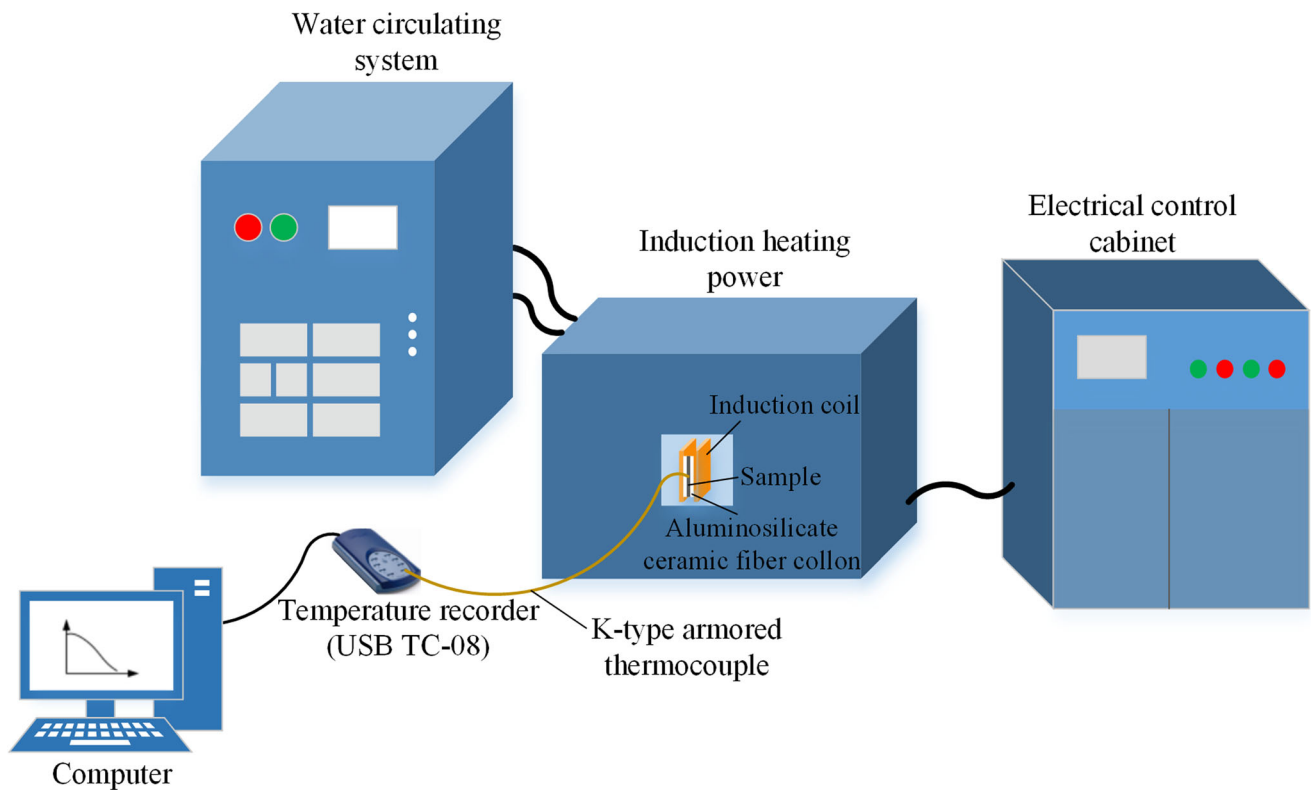 Water circulating
system
Induction heating
power
Electrical control
cabinet
Induction coil
Sample
Aluminosilicate
ceramic fiber collon
Temperature recorder
(USB TC-08)
K-type armored
thermocouple
Computer